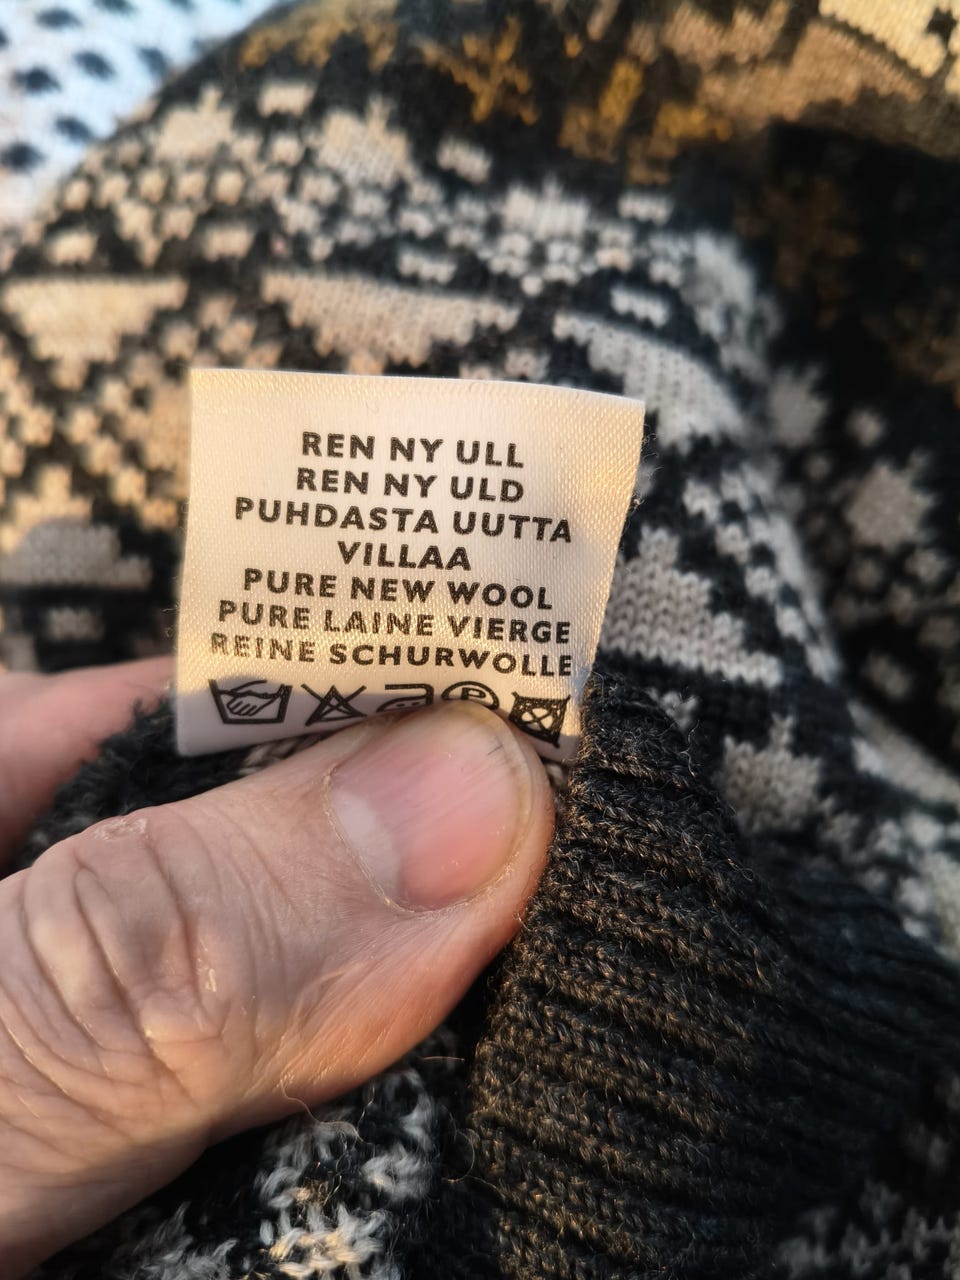 REN NY ULL
REN NY ULD
PUHDASTA UUTTA
VILLAA
PURE NEW WOOL
PURE LAINE VIERGE
REINE SCHURWOLLE
P